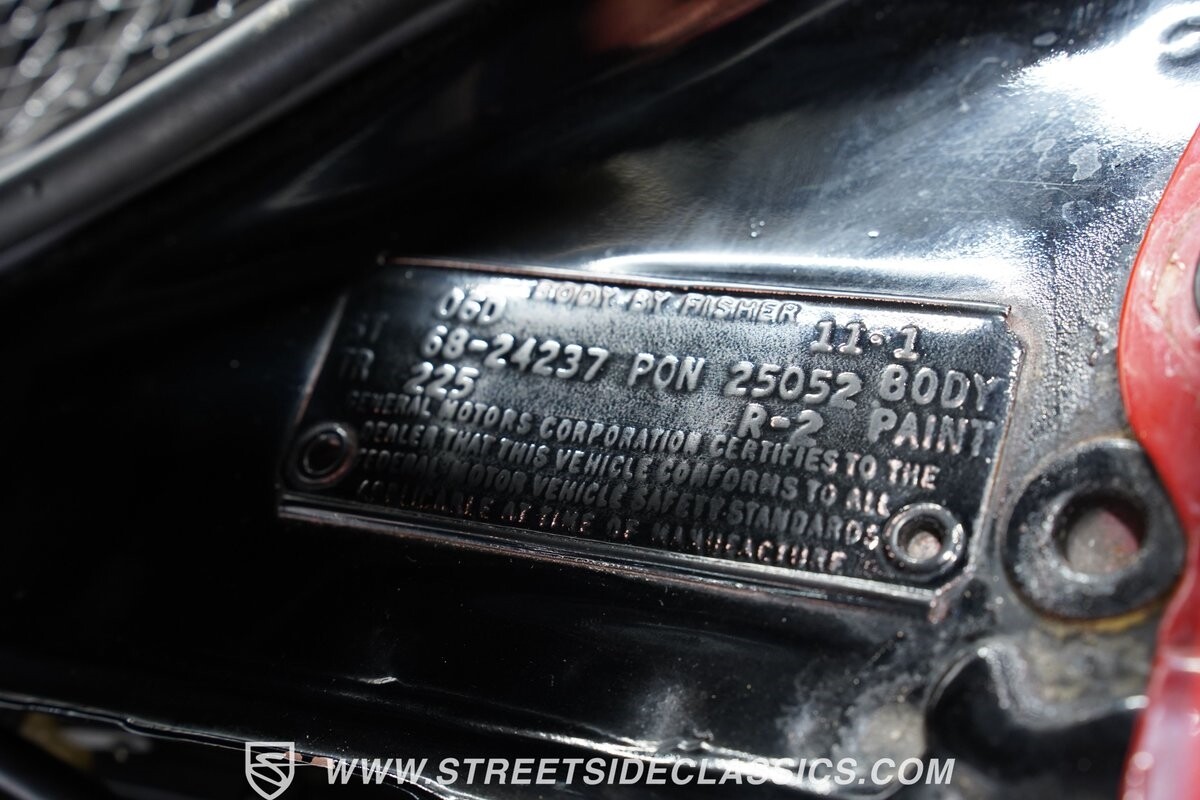 BODY BY FISHER
06D 11-1
ST 68-24237 PON 25052 BODY
TR 225 R-2 PAINT
GENERAL MOTORS CORPORATION CERTIFIES TO THE
DEALER THAT THIS VEHICLE CONFORMS TO ALL
FEDERAL MOTOR VEHICLE SAFETY STANDARDS
APPLICABLE AT TIME OF MANUFACTURE
WWW.STREETSIDECLASSICS.COM